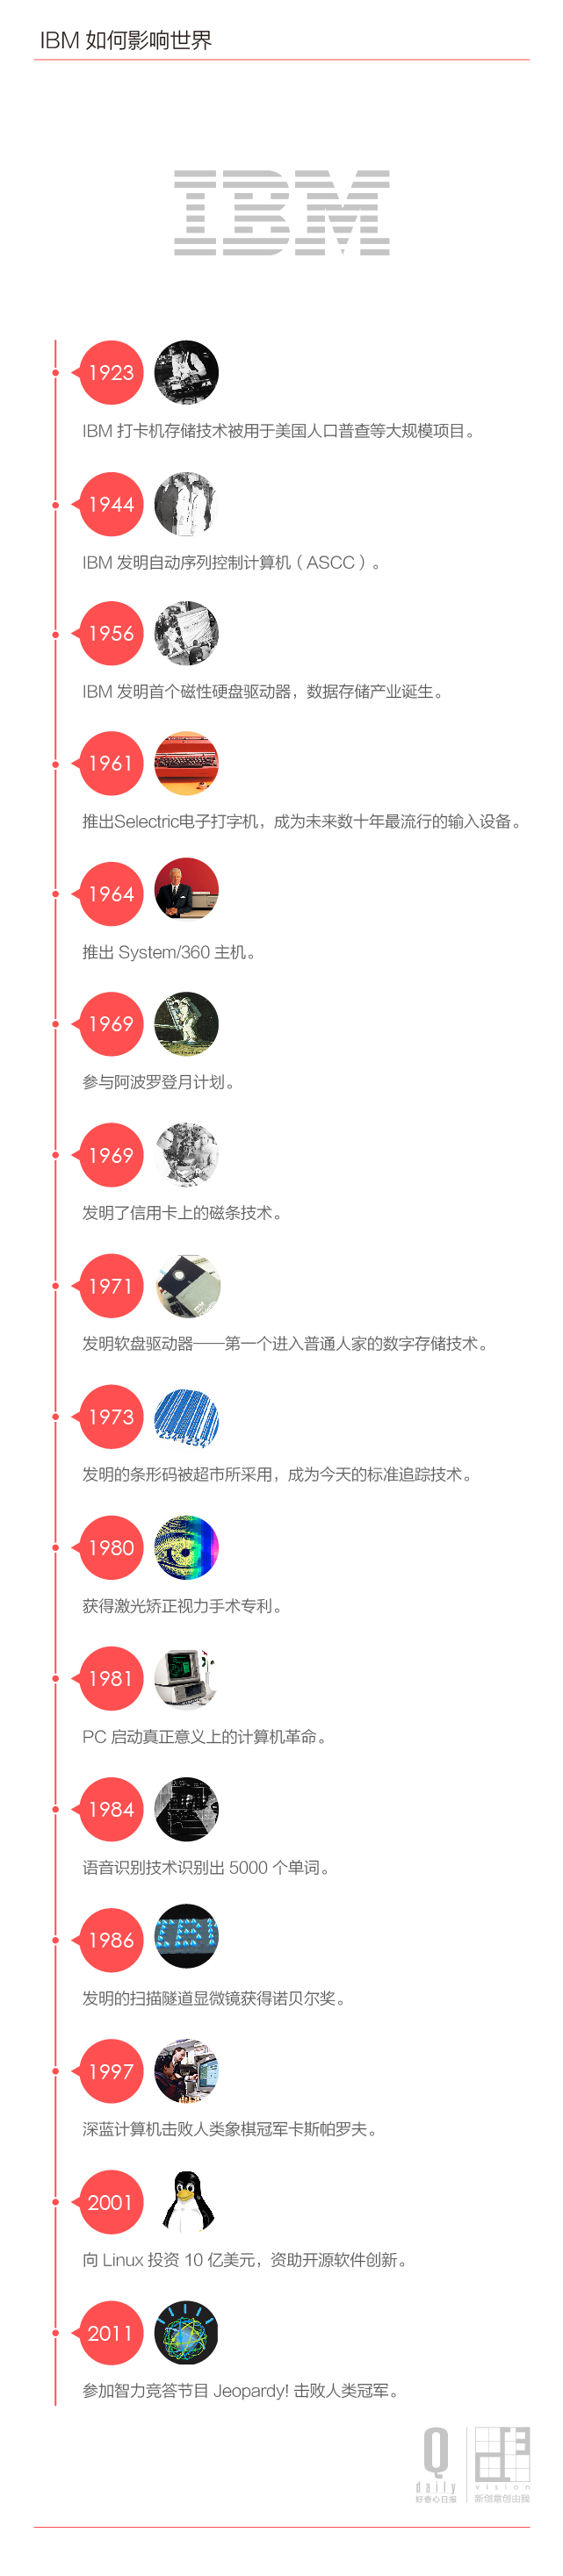 IBM 如何影响世界
IBM
1923
IBM 打卡机存储技术被用于美国人口普查等大规模项目。
1944
IBM 发明自动序列控制计算机（ASCC）。
1956
IBM 发明首个磁性硬盘驱动器，数据存储产业诞生。
1961
推出Selectric电子打字机，成为未来数十年最流行的输入设备。
1964
推出 System/360 主机。
1969
参与阿波罗登月计划。
1969
发明了信用卡上的磁条技术。
1971
发明软盘驱动器——第一个进入普通人家的数字存储技术。
1973
发明的条形码被超市所采用，成为今天的标准追踪技术。
1980
获得激光矫正视力手术专利。
1981
PC 启动真正意义上的计算机革命。
1984
语音识别技术识别出 5000 个单词。
1986
发明的扫描隧道显微镜获得诺贝尔奖。
1997
深蓝计算机击败人类象棋冠军卡斯帕罗夫。
2001
向 Linux 投资 10 亿美元，资助开源软件创新。
2011
参加智力竞答节目 Jeopardy! 击败人类冠军。
Q
daily
好奇心日报
vision
新创意创由我